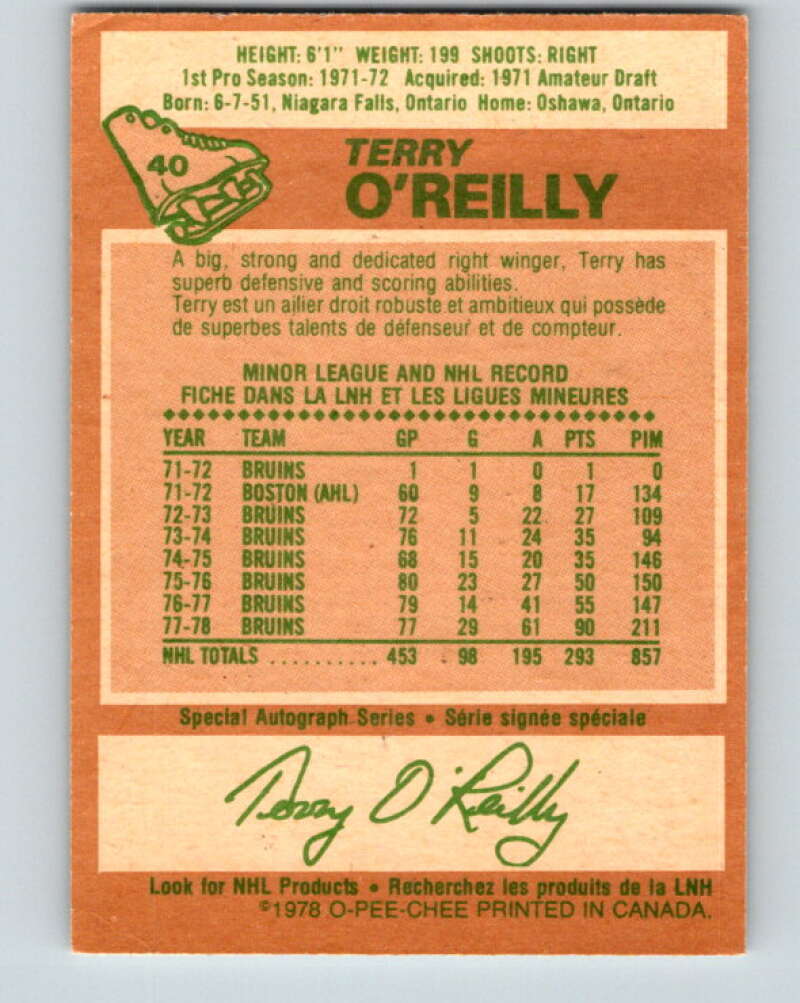 HEIGHT: 6'1" WEIGHT: 199 SHOOTS: RIGHT
1st Pro Season: 1971-72 Acquired: 1971 Amateur Draft
Born: 6-7-51, Niagara Falls, Ontario Home: Oshawa, Ontario
40
TERRY
O'REILLY
A big, strong and dedicated right winger, Terry has
superb defensive and scoring abilities.
Terry est un ailier droit robuste et ambitieux qui possède
de superbes talents de défenseur et de compteur.
MINOR LEAGUE AND NHL RECORD
FICHE DANS LA LNH ET LES LIGUES MINEURES
YEAR TEAM GP G A PTS PIM
71-72 BRUINS 1 1 0 1 0
71-72 BOSTON (AHL) 60 9 8 17 134
72-73 BRUINS 72 5 22 27 109
73-74 BRUINS 76 11 24 35 94
74-75 BRUINS 68 15 20 35 146
75-76 BRUINS 80 23 27 50 150
76-77 BRUINS 79 14 41 55 147
77-78 BRUINS 77 29 61 90 211
NHL TOTALS .......... 453 98 195 293 857
Special Autograph Series • Série signée spéciale
Terry O'Reilly
Look for NHL Products • Recherchez les produits de la LNH
©1978 O-PEE-CHEE PRINTED IN CANADA.